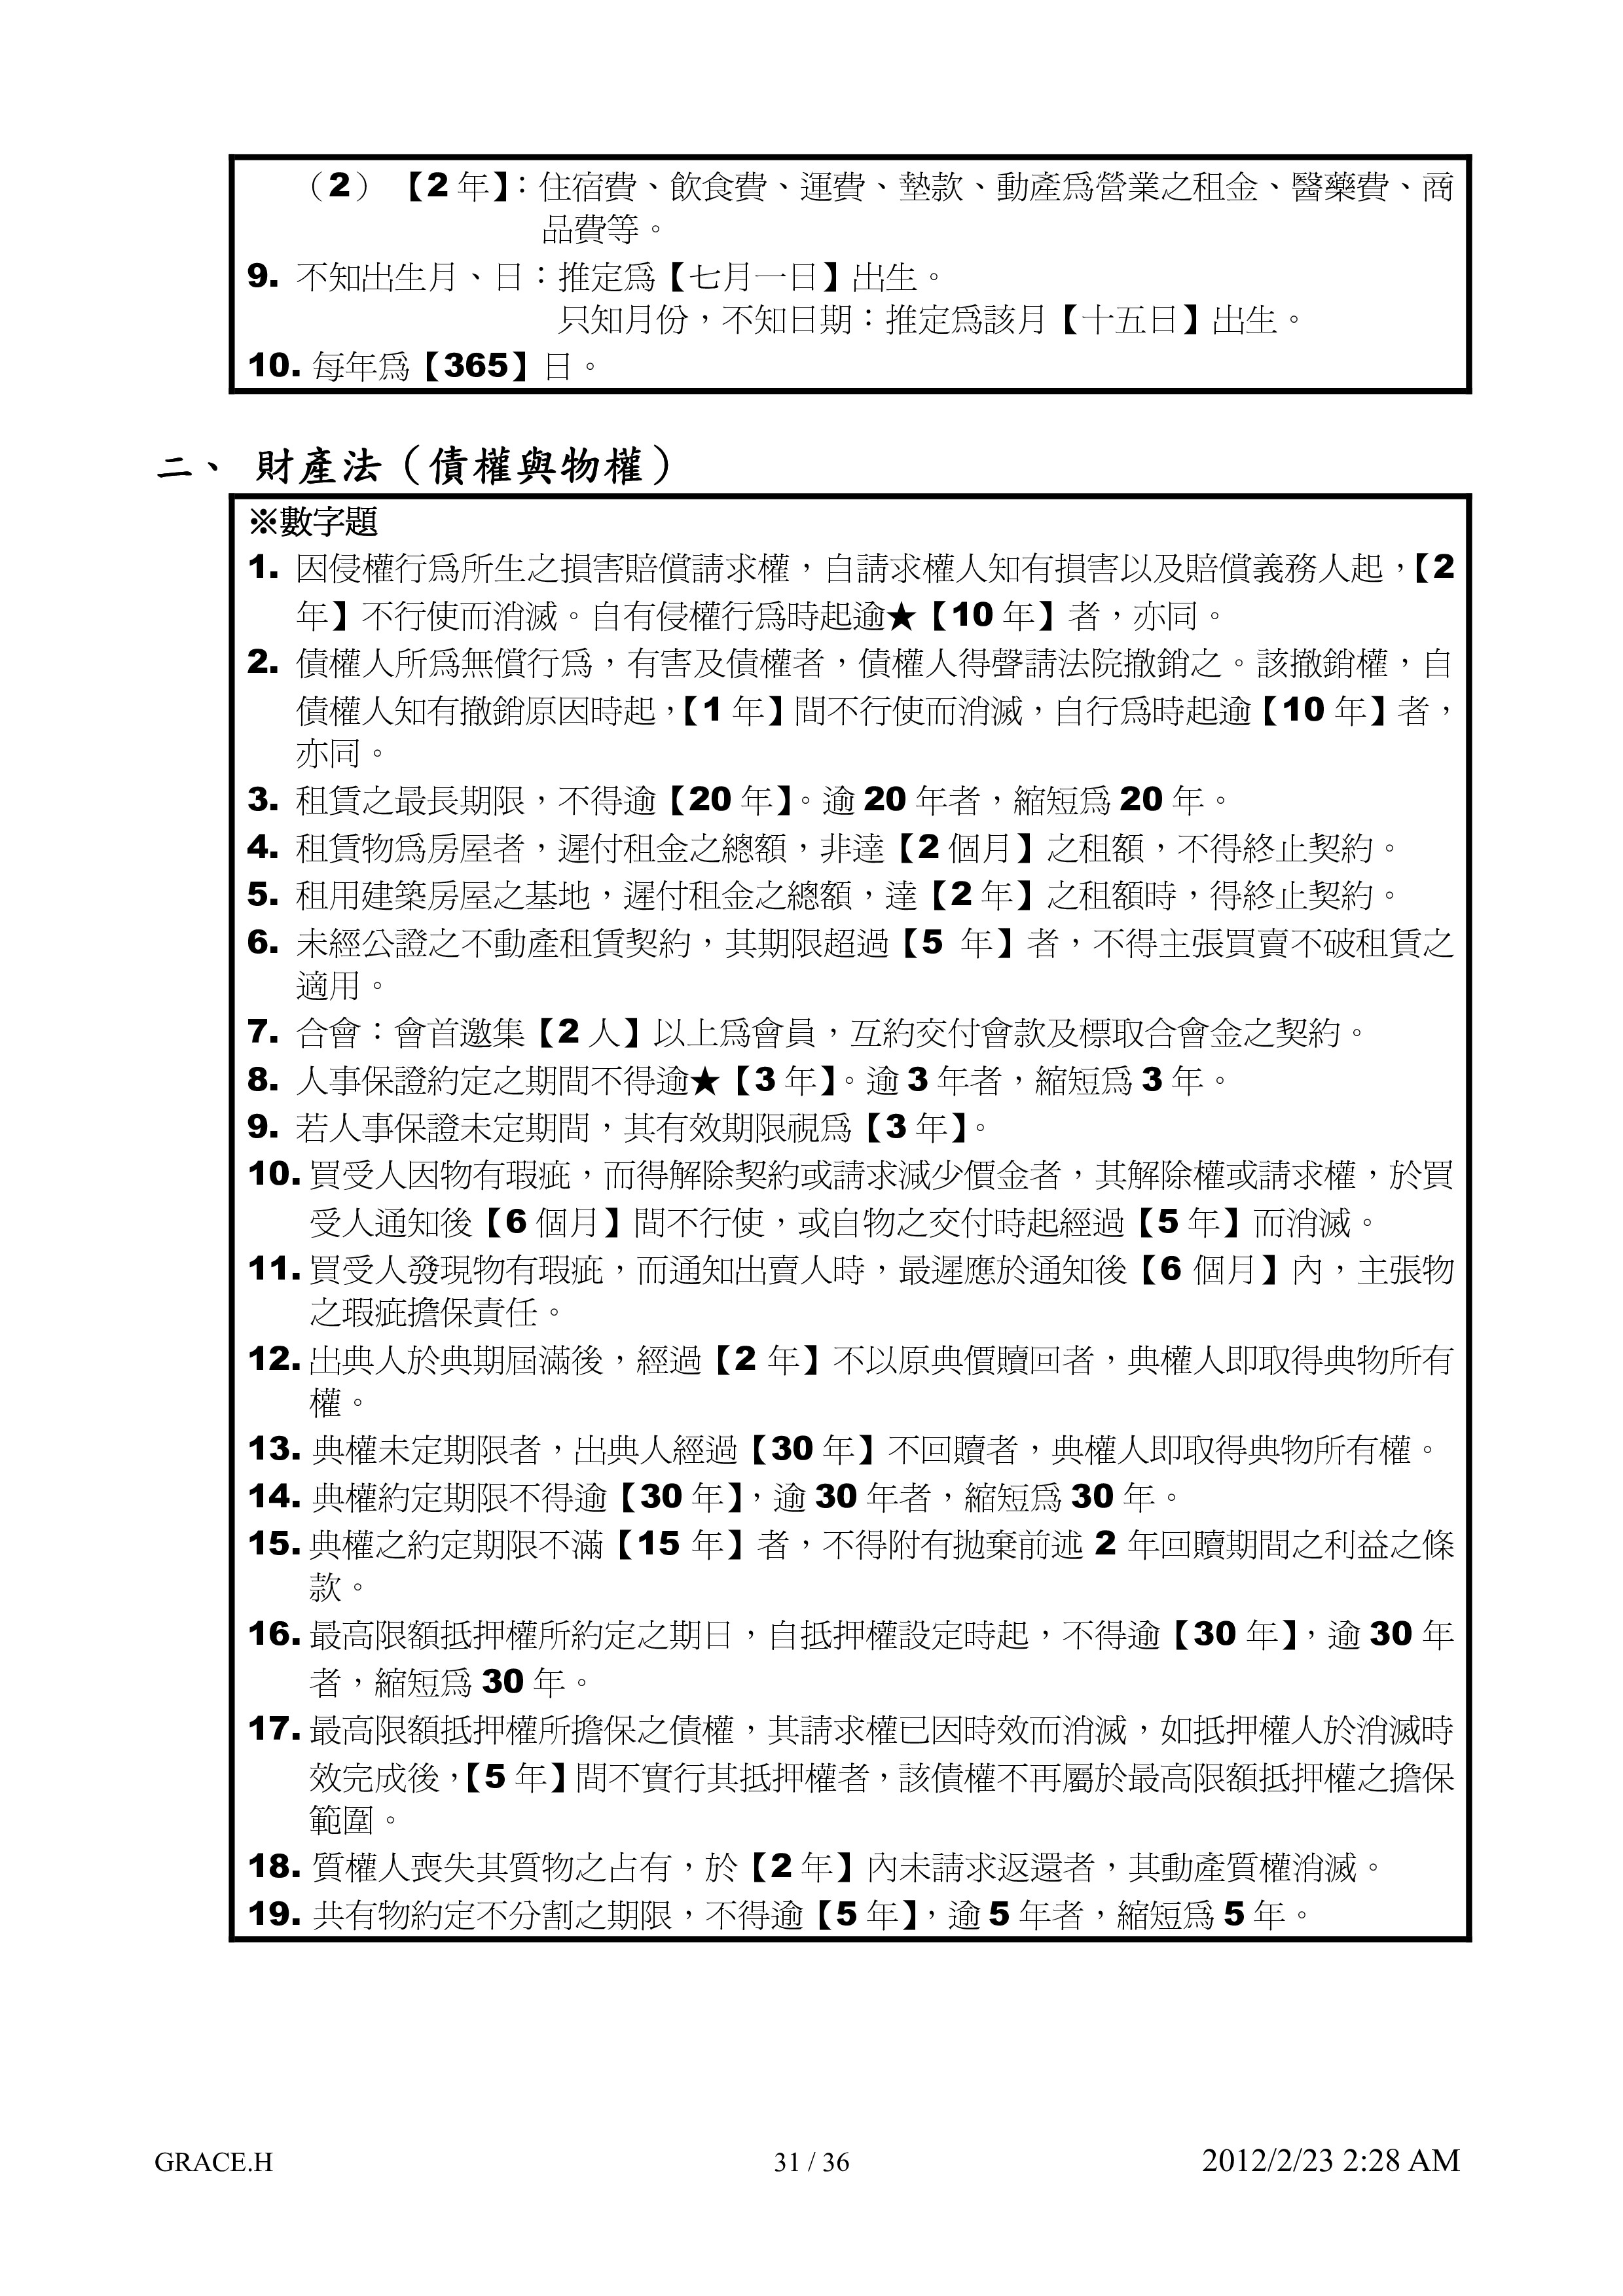 （2）【2 年】：住宿費、飲食費、運費、墊款、動產為營業之租金、醫藥費、商
品費等。
9. 不知出生月、日：推定為【七月一日】出生。
只知月份，不知日期：推定為該月【十五日】出生。
10. 每年為【365】日。
二、 財產法（債權與物權）
※數字題
1. 因侵權行為所生之損害賠償請求權，自請求權人知有損害以及賠償義務人起，【2
年】不行使而消滅。自有侵權行為時起逾★【10 年】者，亦同。
2. 債權人所為無償行為，有害及債權者，債權人得聲請法院撤銷之。該撤銷權，自
債權人知有撤銷原因時起，【1 年】間不行使而消滅，自行為時起逾【10 年】者，
亦同。
3. 租賃之最長期限，不得逾【20 年】。逾 20 年者，縮短為 20 年。
4. 租賃物為房屋者，遲付租金之總額，非達【2 個月】之租額，不得終止契約。
5. 租用建築房屋之基地，遲付租金之總額，達【2 年】之租額時，得終止契約。
6. 未經公證之不動產租賃契約，其期限超過【5 年】者，不得主張買賣不破租賃之
適用。
7. 合會：會首邀集【2 人】以上為會員，互約交付會款及標取合會金之契約。
8. 人事保證約定之期間不得逾★【3 年】。逾 3 年者，縮短為 3 年。
9. 若人事保證未定期間，其有效期限視為【3 年】。
10. 買受人因物有瑕疵，而得解除契約或請求減少價金者，其解除權或請求權，於買
受人通知後【6 個月】間不行使，或自物之交付時起經過【5 年】而消滅。
11. 買受人發現物有瑕疵，而通知出賣人時，最遲應於通知後【6 個月】內，主張物
之瑕疵擔保責任。
12. 出典人於典期屆滿後，經過【2 年】不以原典價贖回者，典權人即取得典物所有
權。
13. 典權未定期限者，出典人經過【30 年】不回贖者，典權人即取得典物所有權。
14. 典權約定期限不得逾【30 年】，逾 30 年者，縮短為 30 年。
15. 典權之約定期限不滿【15 年】者，不得附有拋棄前述 2 年回贖期間之利益之條
款。
16. 最高限額抵押權所約定之期日，自抵押權設定時起，不得逾【30 年】，逾 30 年
者，縮短為 30 年。
17. 最高限額抵押權所擔保之債權，其請求權已因時效而消滅，如抵押權人於消滅時
效完成後，【5 年】間不實行其抵押權者，該債權不再屬於最高限額抵押權之擔保
範圍。
18. 質權人喪失其質物之占有，於【2 年】內未請求返還者，其動產質權消滅。
19. 共有物約定不分割之期限，不得逾【5 年】，逾 5 年者，縮短為 5 年。
GRACE.H 31 / 36 2012/2/23 2:28 AM